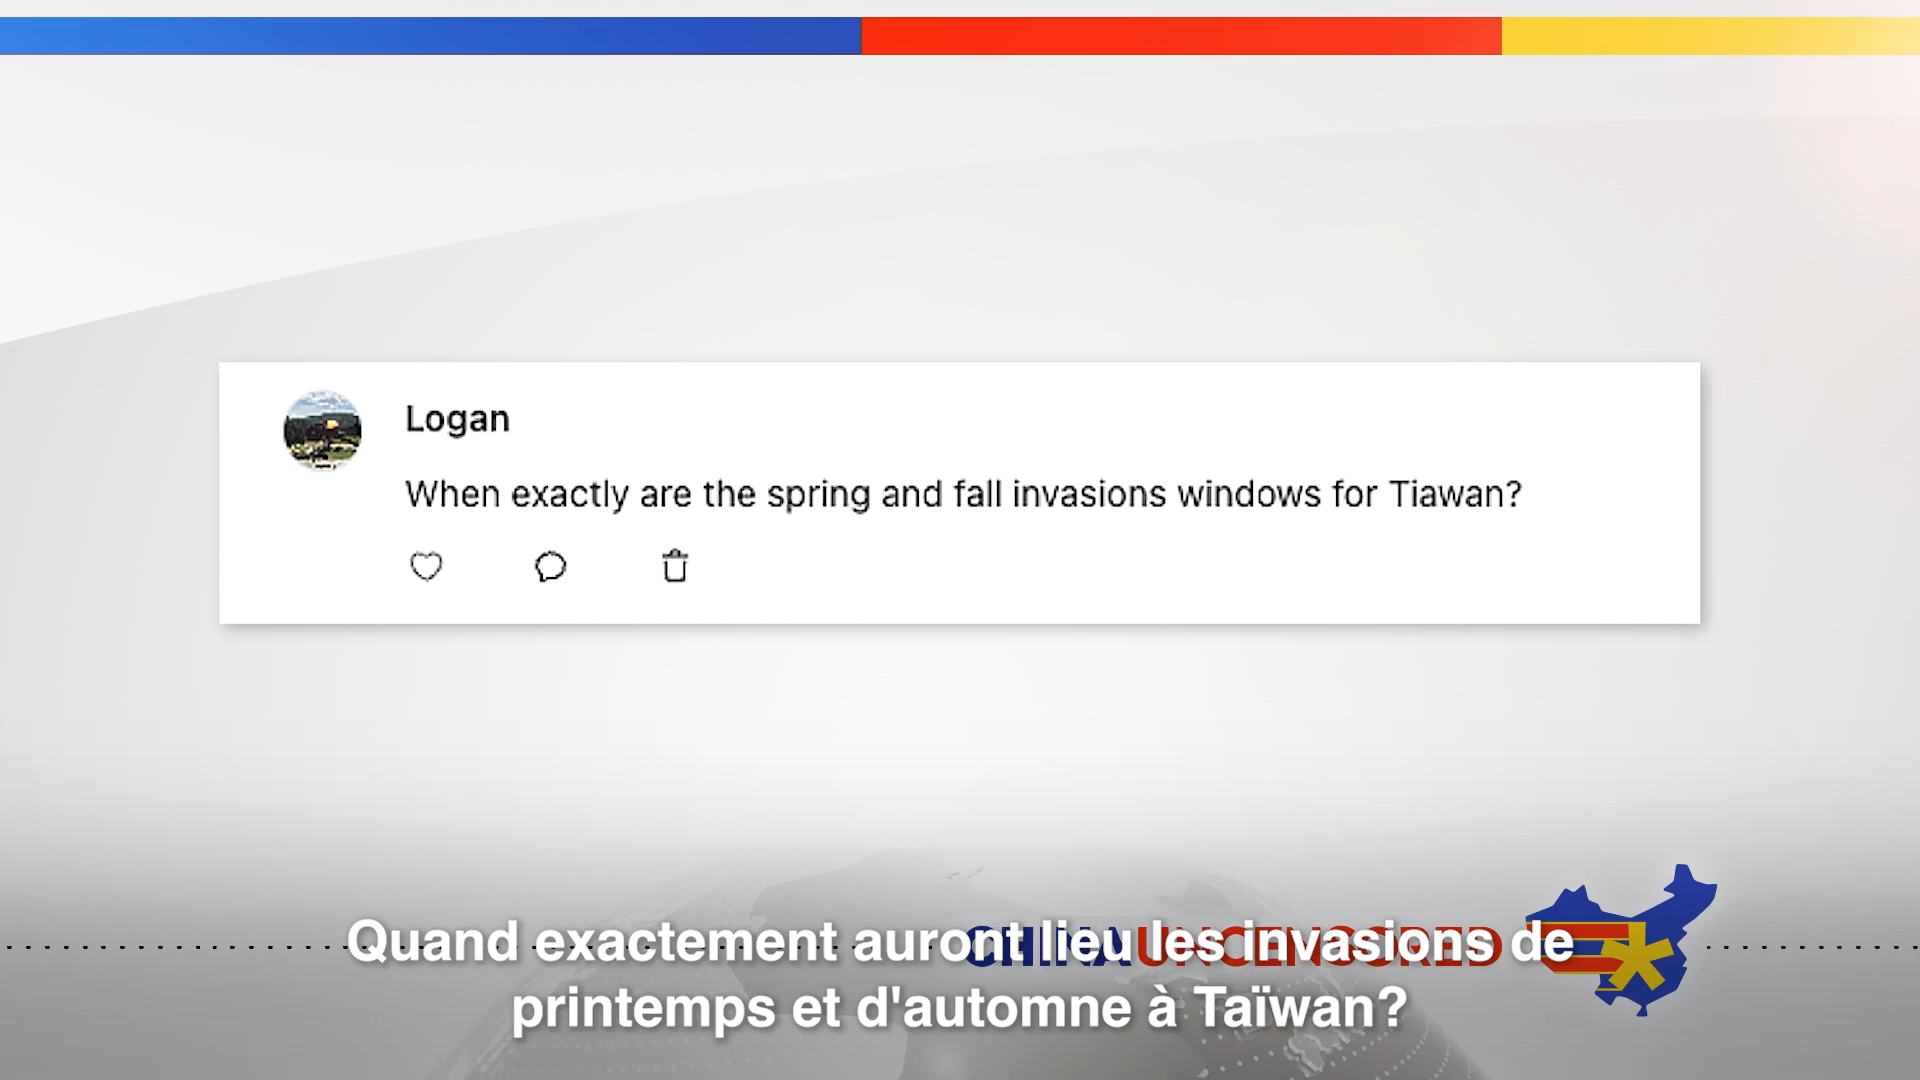 Logan
When exactly are the spring and fall invasions windows for Tiawan?
CHINAUNCENSORED
Quand exactement auront lieu les invasions de
printemps et d'automne à Taïwan?